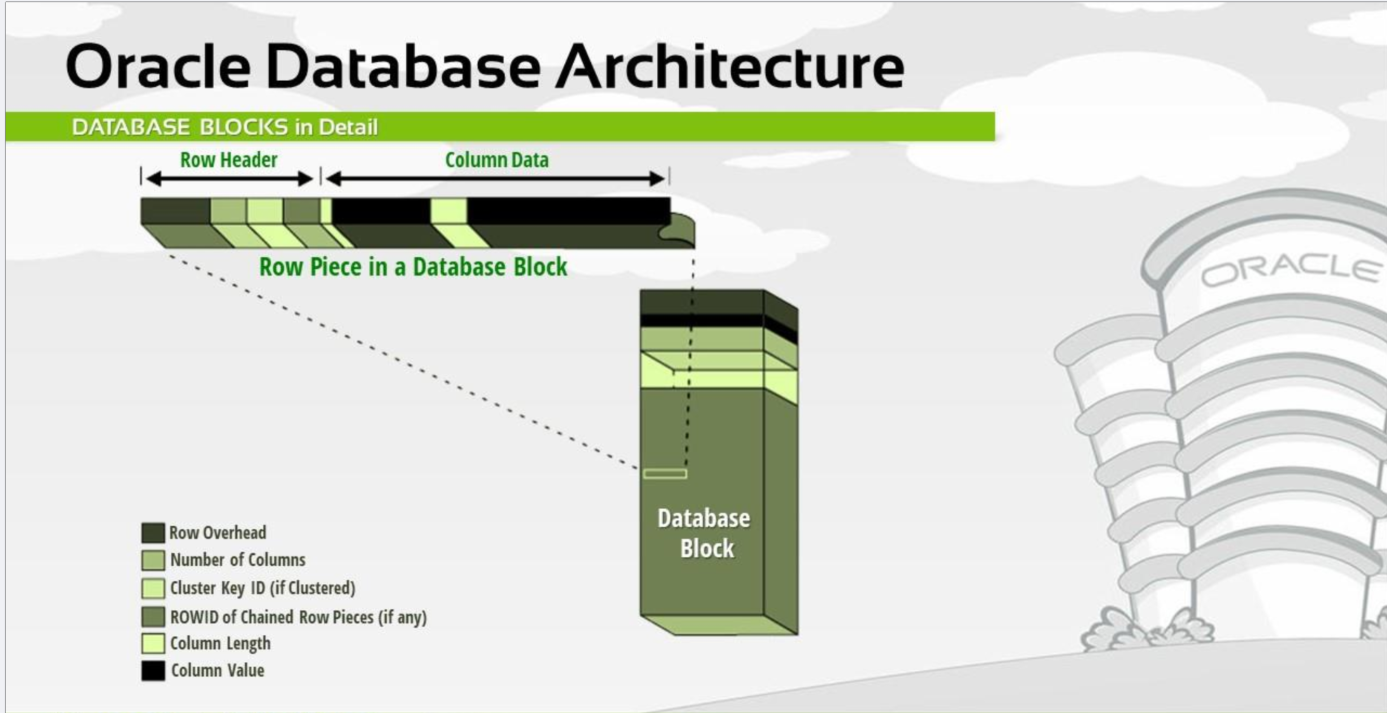 Oracle Database Architecture
DATABASE BLOCKS in Detail
Row Header
Column Data
Row Piece in a Database Block
ORACLE
Database
Block
Row Overhead
Number of Columns
Cluster Key ID (if Clustered)
ROWID of Chained Row Pieces (if any)
Column Length
Column Value